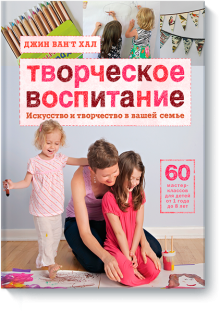 ДЖИН ВАН'Т ХАЛ
ТВОРЧЕСКОЕ
ВОСПИТАНИЕ
Искусство и творчество в вашей семье
60
мастер-
классов
для детей
от 1 года
до 8 лет